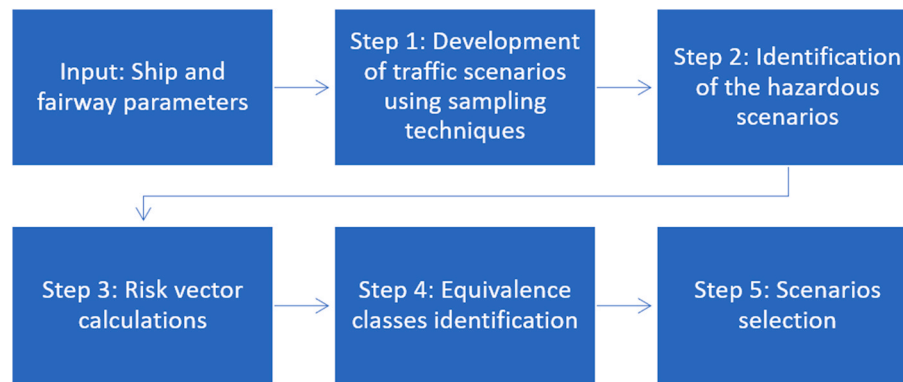 Input: Ship and
fairway parameters
Step 1: Development
of traffic scenarios
using sampling
techniques
Step 2: Identification
of the hazardous
scenarios
Step 3: Risk vector
calculations
Step 4: Equivalence
classes identification
Step 5: Scenarios
selection